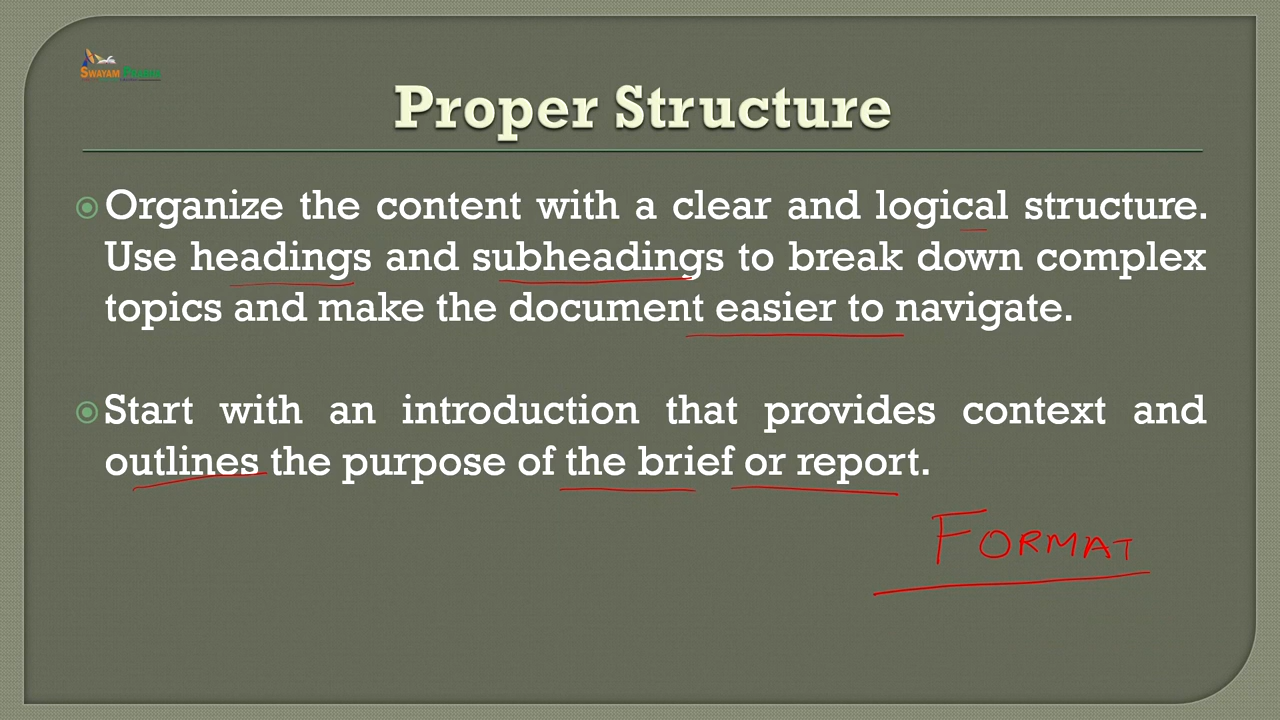 SWAYAM PRABHA
Proper Structure
Organize the content with a clear and logical structure.
Use headings and subheadings to break down complex
topics and make the document easier to navigate.
Start with an introduction that provides context and
outlines the purpose of the brief or report.
FORMAT